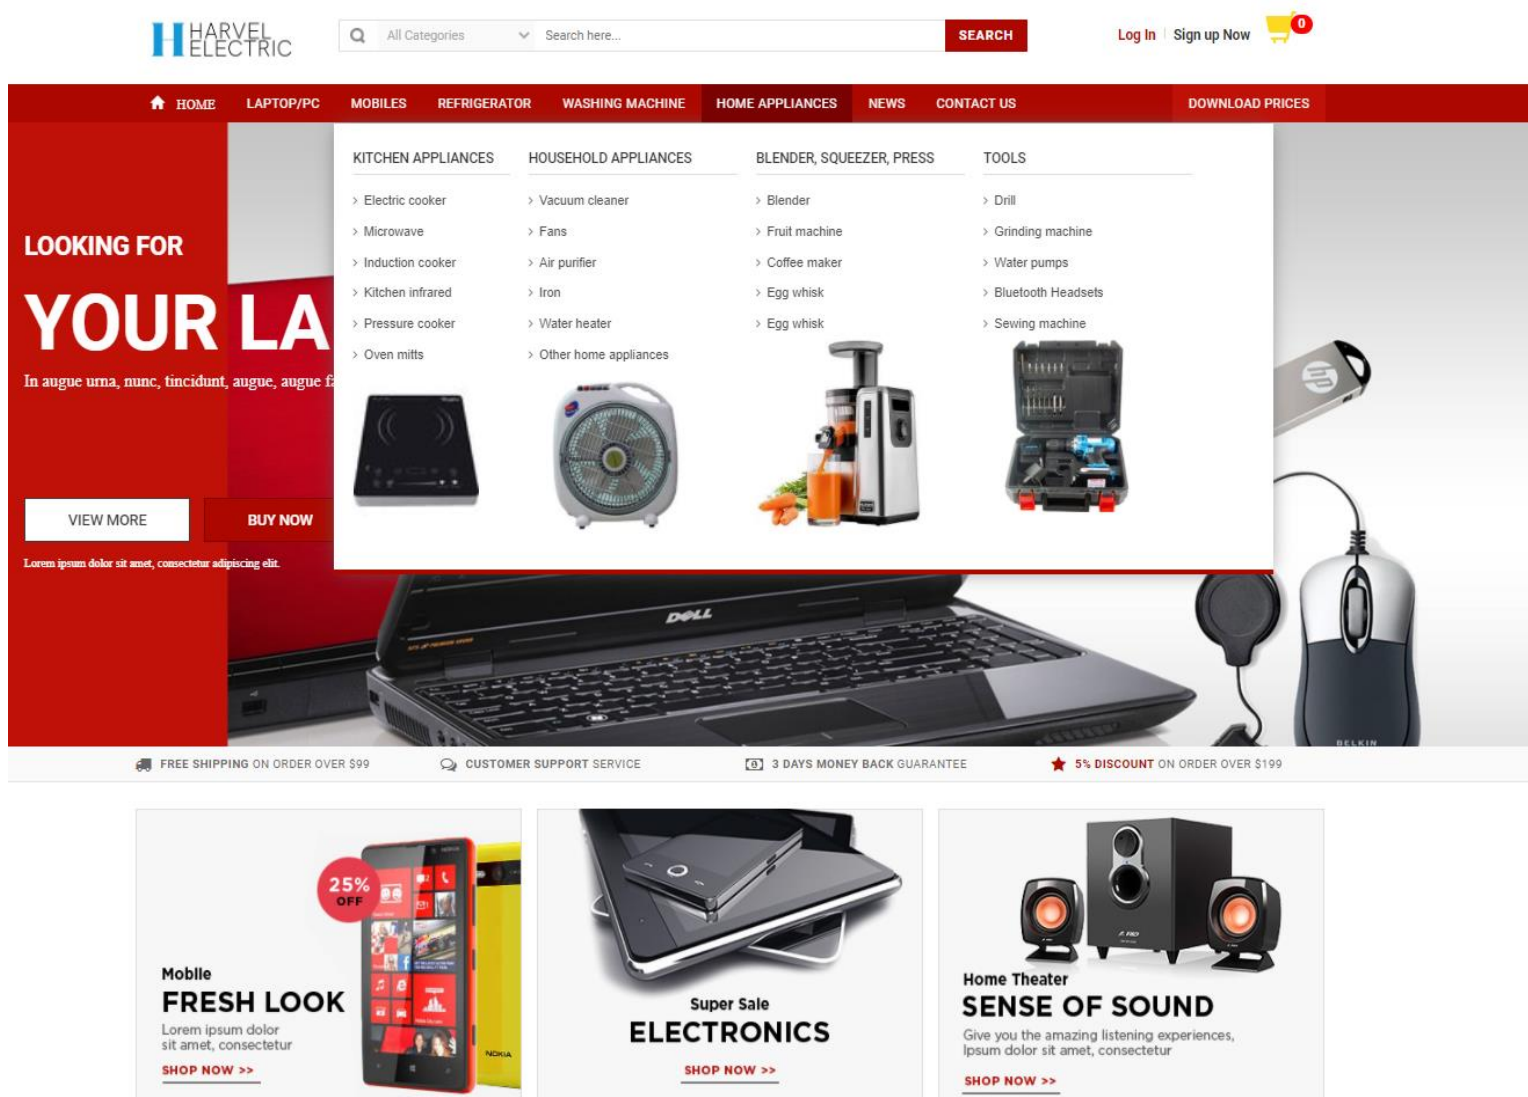 HARVEL
ELECTRIC
All Categories
Search here...
SEARCH
Log In
Sign up Now
0
HOME
LAPTOP/PC
MOBILES
REFRIGERATOR
WASHING MACHINE
HOME APPLIANCES
NEWS
CONTACT US
DOWNLOAD PRICES
KITCHEN APPLIANCES
Electric cooker
Microwave
Induction cooker
Kitchen infrared
Pressure cooker
Oven mitts
HOUSEHOLD APPLIANCES
Vacuum cleaner
Fans
Air purifier
Iron
Water heater
Other home appliances
BLENDER, SQUEEZER, PRESS
Blender
Fruit machine
Coffee maker
Egg whisk
Egg whisk
TOOLS
Drill
Grinding machine
Water pumps
Bluetooth Headsets
Sewing machine
LOOKING FOR
YOUR LA
In augue urna, nunc, tincidunt, augue, augue fa
VIEW MORE
BUY NOW
Lorem ipsum dolor sit amet, consectetur adipiscing elit.
hp
DELL
BELKIN
FREE SHIPPING ON ORDER OVER $99
CUSTOMER SUPPORT SERVICE
3 DAYS MONEY BACK GUARANTEE
5% DISCOUNT ON ORDER OVER $199
25%
OFF
NOKIA
NOKIA
Mobile
FRESH LOOK
Lorem ipsum dolor
sit amet, consectetur
SHOP NOW >>
Super Sale
ELECTRONICS
SHOP NOW >>
Home Theater
SENSE OF SOUND
Give you the amazing listening experiences,
Ipsum dolor sit amet, consectetur
SHOP NOW >>